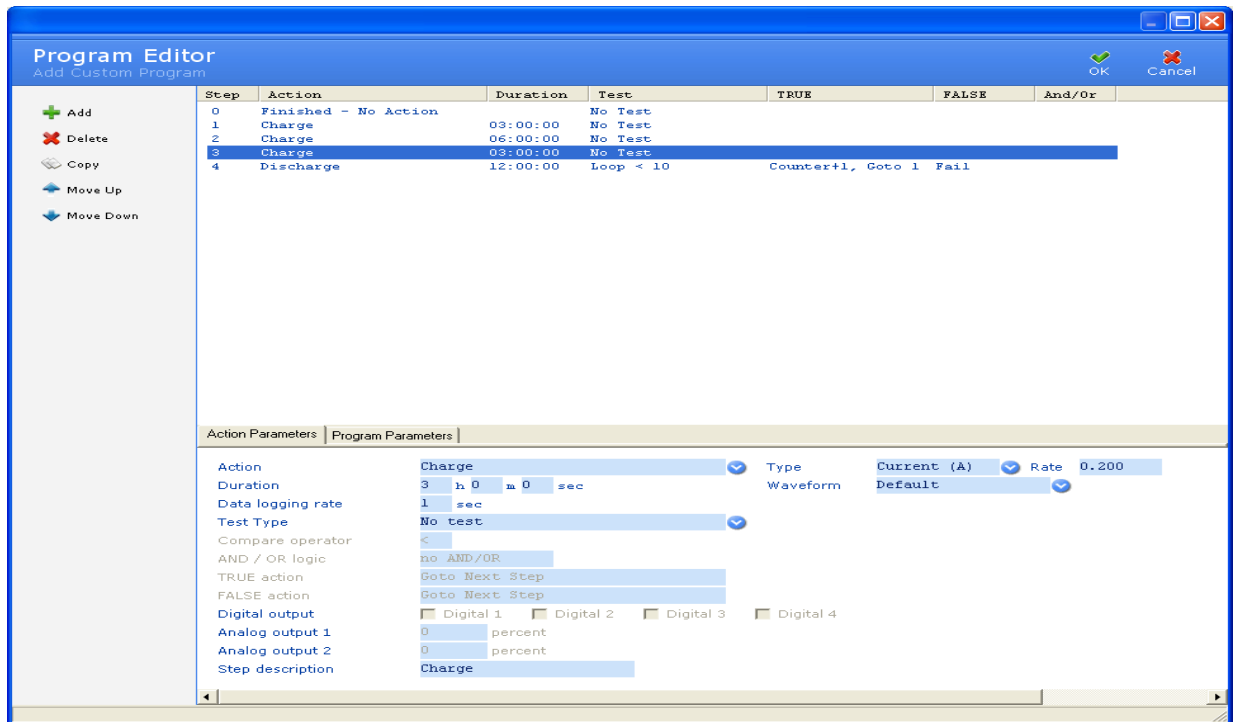 Program Editor
Add Custom Program
OK
Cancel
Add
Delete
Copy
Move Up
Move Down
Step Action Duration Test TRUE FALSE And/Or
0 Finished - No Action No Test
1 Charge 03:00:00 No Test
2 Charge 06:00:00 No Test
3 Charge 03:00:00 No Test
4 Discharge 12:00:00 Loop < 10 Counter+1, Goto 1 Fail
Action Parameters Program Parameters
Action Charge Type Current (A) Rate 0.200
Duration 3 h 0 m 0 sec Waveform Default
Data logging rate 1 sec
Test Type No test
Compare operator <
AND / OR logic no AND/OR
TRUE action Goto Next Step
FALSE action Goto Next Step
Digital output Digital 1 Digital 2 Digital 3 Digital 4
Analog output 1 0 percent
Analog output 2 0 percent
Step description Charge